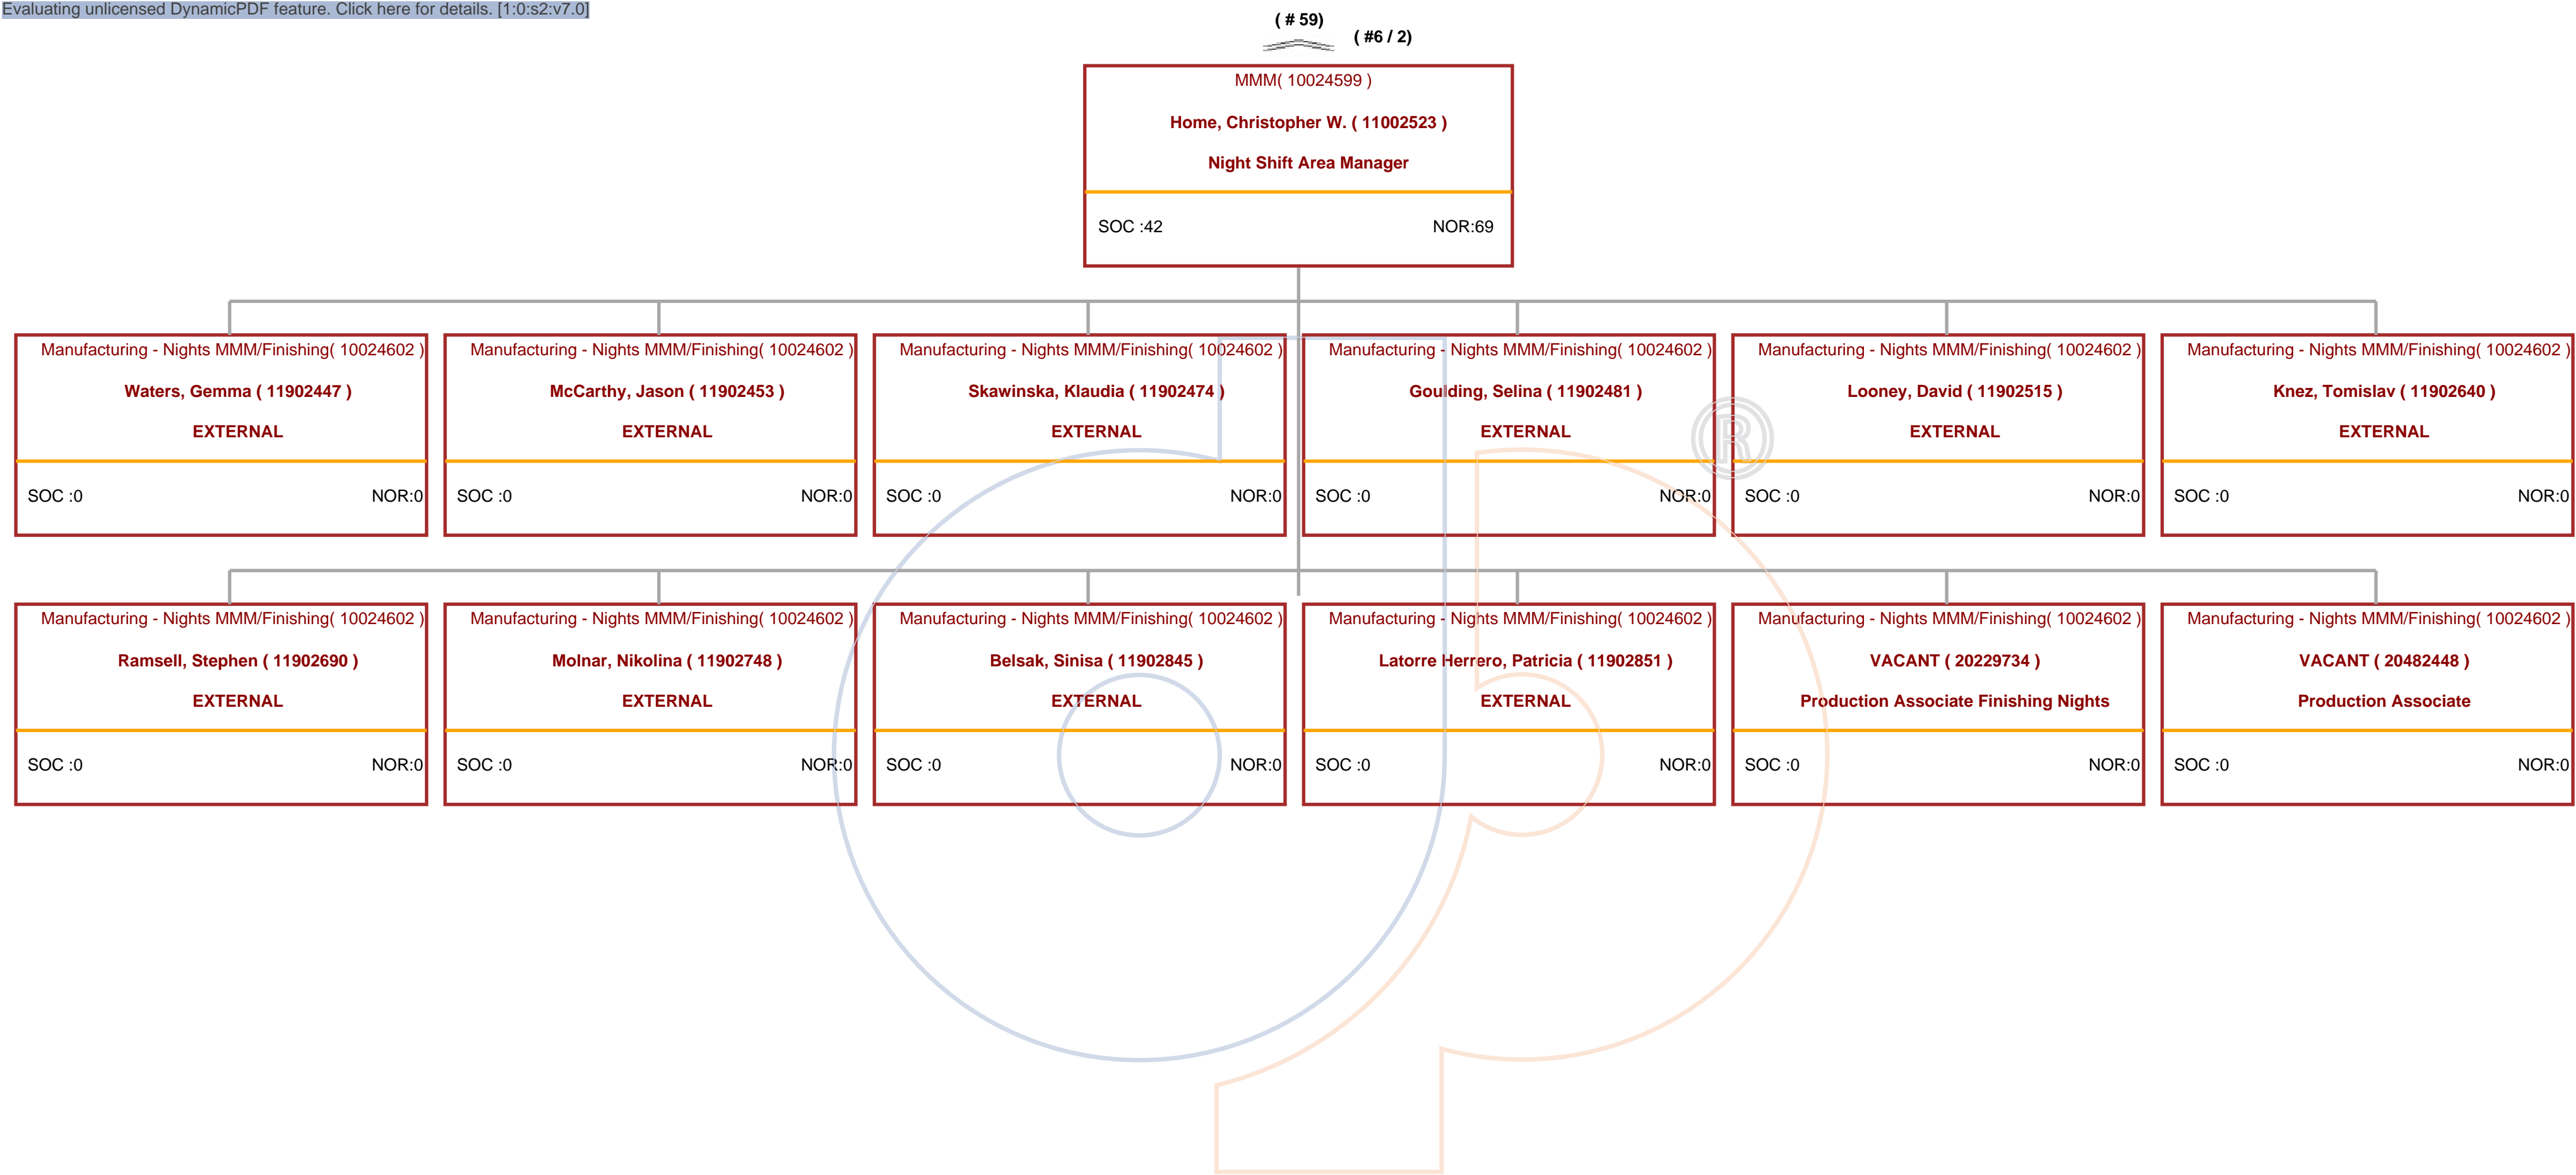 Evaluating unlicensed DynamicPDF feature. Click here for details. [1:0:s2:v7.0]
( # 59)
( #6 / 2)
MMM( 10024599 )
Home, Christopher W. ( 11002523 )
Night Shift Area Manager
SOC :42 NOR:69
Manufacturing - Nights MMM/Finishing( 10024602 )
Waters, Gemma ( 11902447 )
EXTERNAL
SOC :0 NOR:0
Manufacturing - Nights MMM/Finishing( 10024602 )
McCarthy, Jason ( 11902453 )
EXTERNAL
SOC :0 NOR:0
Manufacturing - Nights MMM/Finishing( 10024602 )
Skawinska, Klaudia ( 11902474 )
EXTERNAL
SOC :0 NOR:0
Manufacturing - Nights MMM/Finishing( 10024602 )
Goulding, Selina ( 11902481 )
EXTERNAL
SOC :0 NOR:0
Manufacturing - Nights MMM/Finishing( 10024602 )
Looney, David ( 11902515 )
EXTERNAL
SOC :0 NOR:0
Manufacturing - Nights MMM/Finishing( 10024602 )
Knez, Tomislav ( 11902640 )
EXTERNAL
SOC :0 NOR:0
Manufacturing - Nights MMM/Finishing( 10024602 )
Ramsell, Stephen ( 11902690 )
EXTERNAL
SOC :0 NOR:0
Manufacturing - Nights MMM/Finishing( 10024602 )
Molnar, Nikolina ( 11902748 )
EXTERNAL
SOC :0 NOR:0
Manufacturing - Nights MMM/Finishing( 10024602 )
Belsak, Sinisa ( 11902845 )
EXTERNAL
SOC :0 NOR:0
Manufacturing - Nights MMM/Finishing( 10024602 )
Latorre Herrero, Patricia ( 11902851 )
EXTERNAL
SOC :0 NOR:0
Manufacturing - Nights MMM/Finishing( 10024602 )
VACANT ( 20229734 )
Production Associate Finishing Nights
SOC :0 NOR:0
Manufacturing - Nights MMM/Finishing( 10024602 )
VACANT ( 20482448 )
Production Associate
SOC :0 NOR:0
®